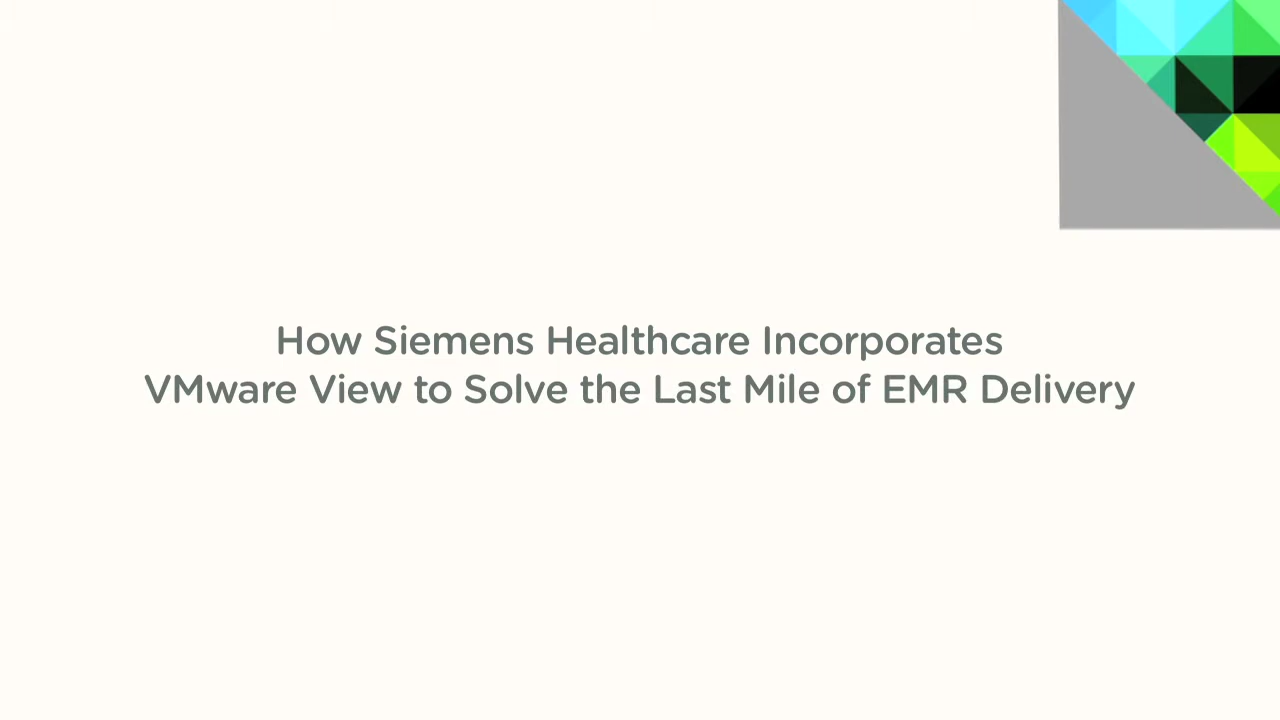 How Siemens Healthcare Incorporates
VMware View to Solve the Last Mile of EMR Delivery